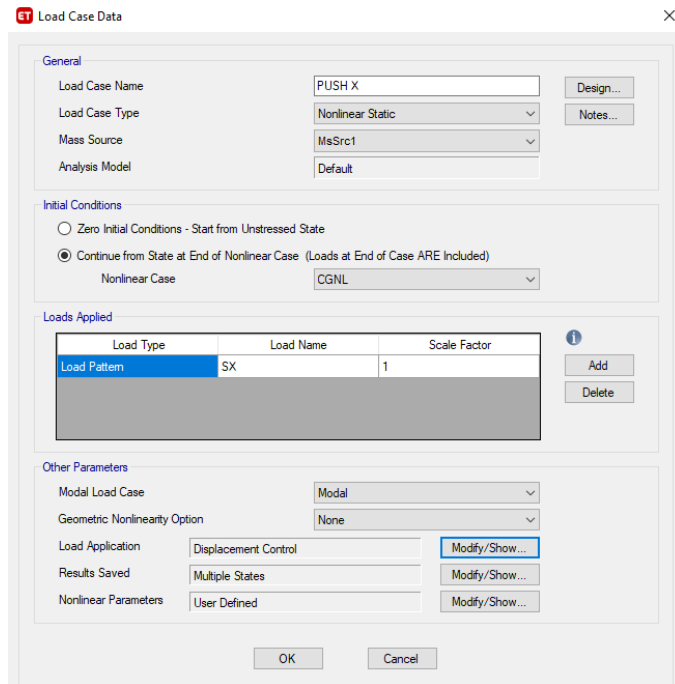 ET Load Case Data
General
Load Case Name PUSH X Design...
Load Case Type Nonlinear Static Notes...
Mass Source MsSrc1
Analysis Model Default
Initial Conditions
Zero Initial Conditions - Start from Unstressed State
Continue from State at End of Nonlinear Case (Loads at End of Case ARE Included)
Nonlinear Case CGNL
Loads Applied
Load Type Load Name Scale Factor
Load Pattern SX 1 Add
Delete
Other Parameters
Modal Load Case Modal
Geometric Nonlinearity Option None
Load Application Displacement Control Modify/Show...
Results Saved Multiple States Modify/Show...
Nonlinear Parameters User Defined Modify/Show...
OK Cancel